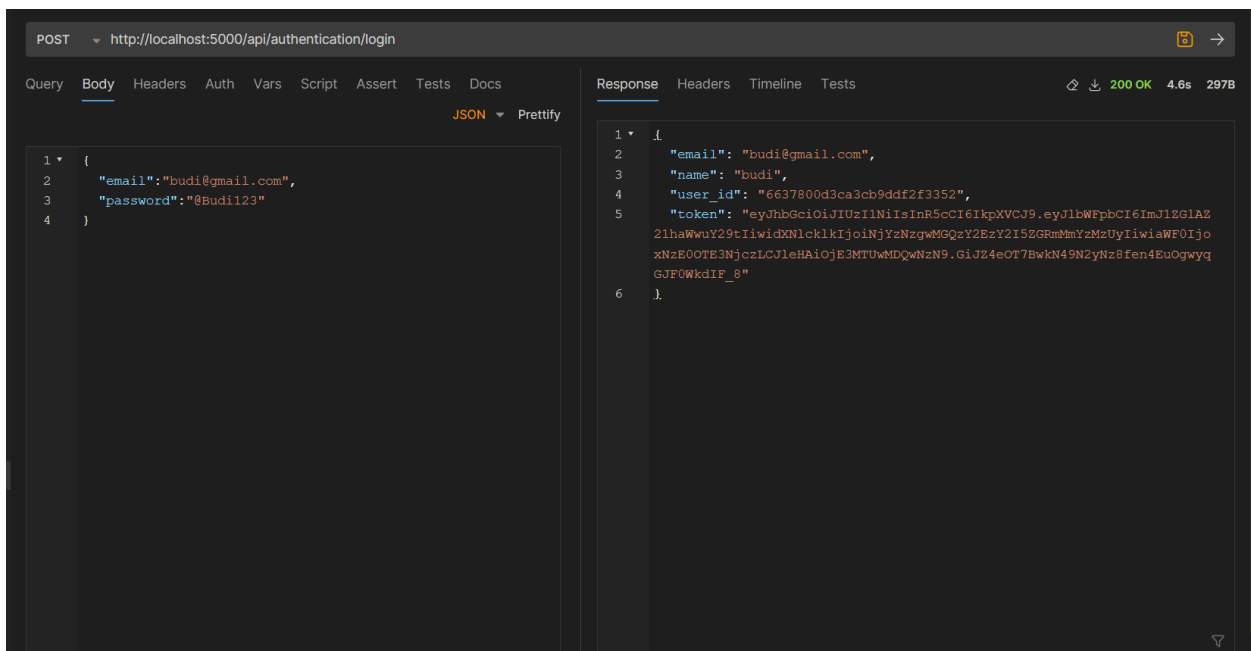 POST http://localhost:5000/api/authentication/login
Query Body Headers Auth Vars Script Assert Tests Docs
JSON Prettify
1 {
2 "email":"budi@gmail.com",
3 "password":"@Budi123"
4 }
Response Headers Timeline Tests 200 OK 4.6s 297B
1 {
2 "email": "budi@gmail.com",
3 "name": "budi",
4 "user_id": "6637800d3ca3cb9ddf2f3352",
5 "token": "eyJhbGciOiJIUzI1NiIsInR5cCI6IkpXVCJ9.eyJlbWFpbCI6ImJ1ZGlAZ
21haWwuY29tIiwidXNlcklkIjoiNjYzNzgwMGQzY2EzY2I5ZGRmMmYzMzUyIiwiaWF0Ijo
xNzE0OTE3NjczLCJleHAiOjE3MTUwMDQwNzN9.GiJZ4eOT7BwkN49N2yNz8fen4EuOgwyq
GJF0WkdIF_8"
6 }